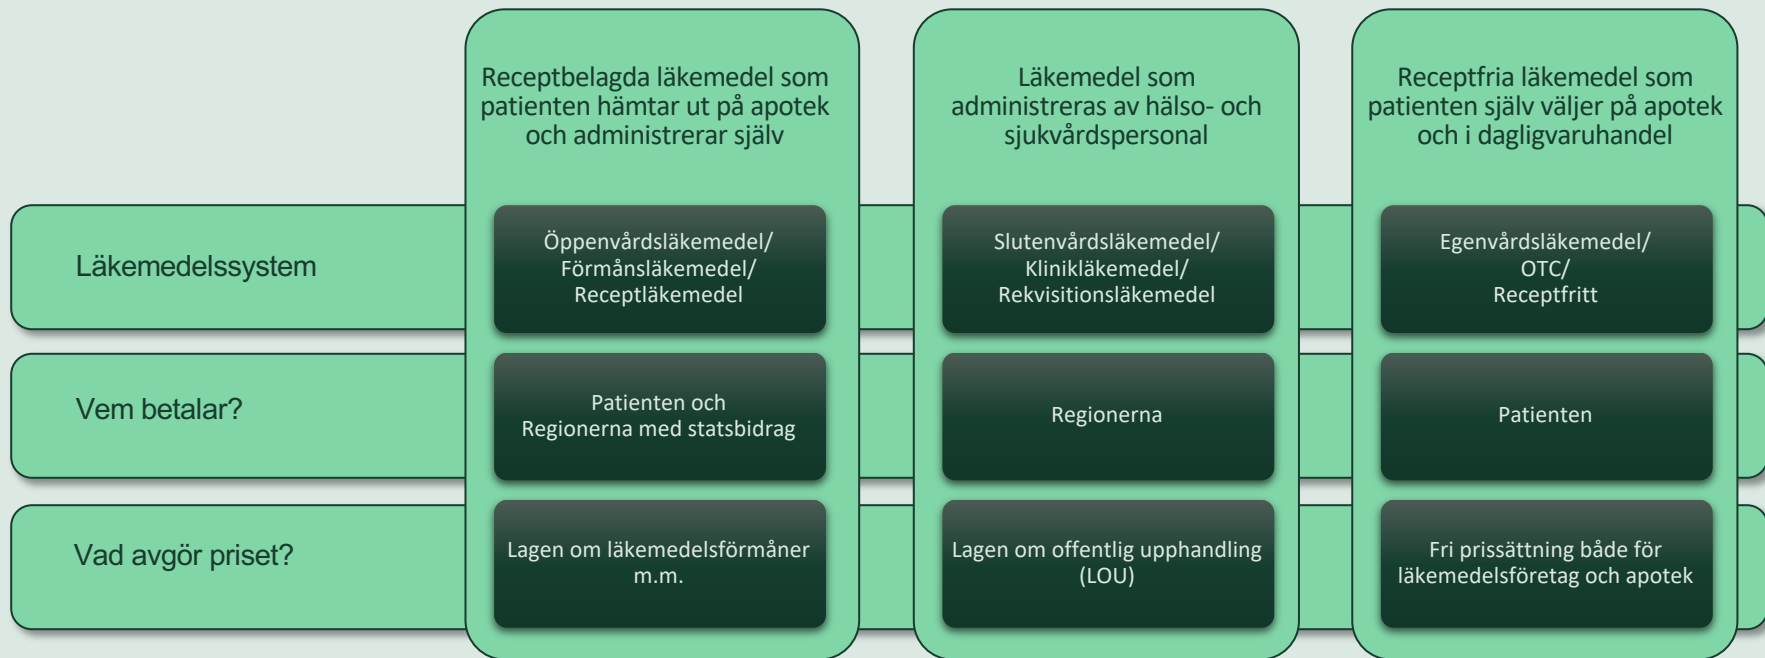 Receptbelagda läkemedel som
patienten hämtar ut på apotek
och administrerar själv
Läkemedel som
administreras av hälso- och
sjukvårdspersonal
Receptfria läkemedel som
patienten själv väljer på apotek
och i dagligvaruhandel
Läkemedelssystem
Öppenvårdsläkemedel/
Förmånsläkemedel/
Receptläkemedel
Slutenvårdsläkemedel/
Klinikläkemedel/
Rekvisitionsläkemedel
Egenvårdsläkemedel/
OTC/
Receptfritt
Vem betalar?
Patienten och
Regionerna med statsbidrag
Regionerna
Patienten
Vad avgör priset?
Lagen om läkemedelsförmåner
m.m.
Lagen om offentlig upphandling
(LOU)
Fri prissättning både för
läkemedelsföretag och apotek